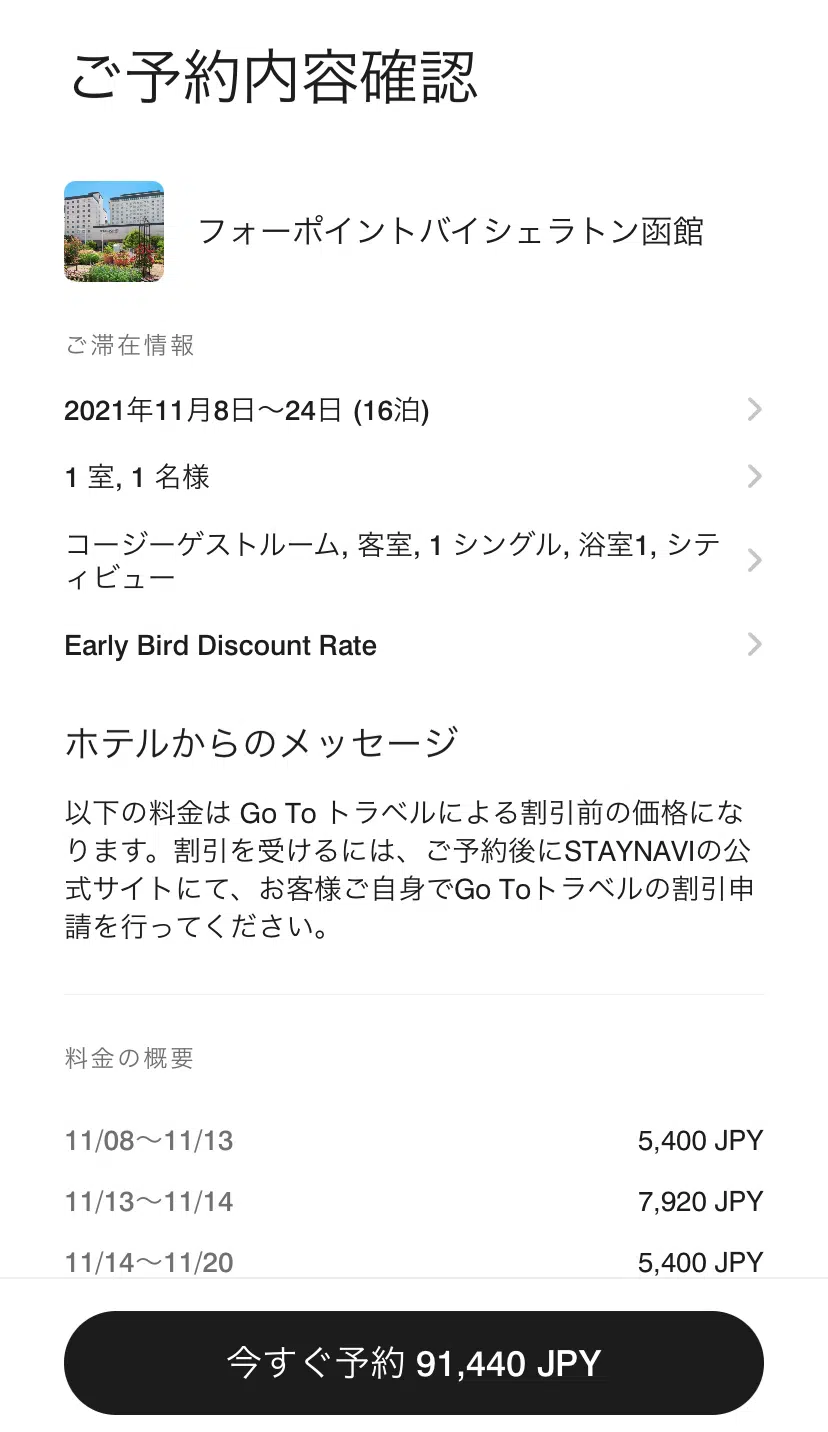 ご予約内容確認
フォーポイントバイシェラトン函館
ご滞在情報
2021年11月8日〜24日 (16泊)
1 室, 1 名様
コージーゲストルーム, 客室, 1 シングル, 浴室1, シテ
ィビュー
Early Bird Discount Rate
ホテルからのメッセージ
以下の料金は Go To トラベルによる割引前の価格にな
ります。割引を受けるには、ご予約後にSTAYNAVIの公
式サイトにて、お客様ご自身でGo Toトラベルの割引申
請を行ってください。
料金の概要
11/08〜11/13 5,400 JPY
11/13〜11/14 7,920 JPY
11/14〜11/20 5,400 JPY
今すぐ予約 91,440 JPY